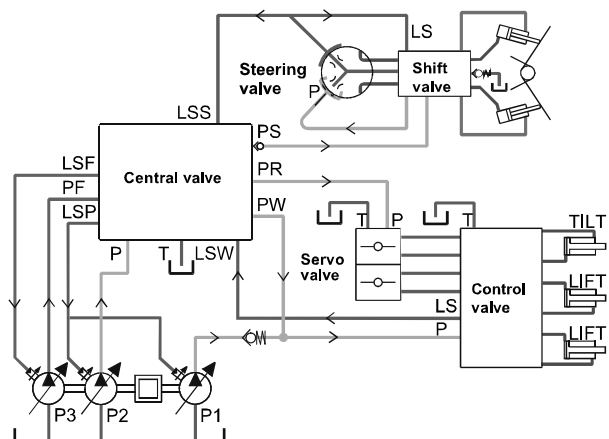 LS
Steering
valve
P
Shift
valve
LSS
PS
LSF
PF
LSP
Central valve
PR
PW
P
T
LSW
T
P
T
TILT
Servo
valve
Control
valve
LIFT
LS
P
LIFT
P3
P2
P1